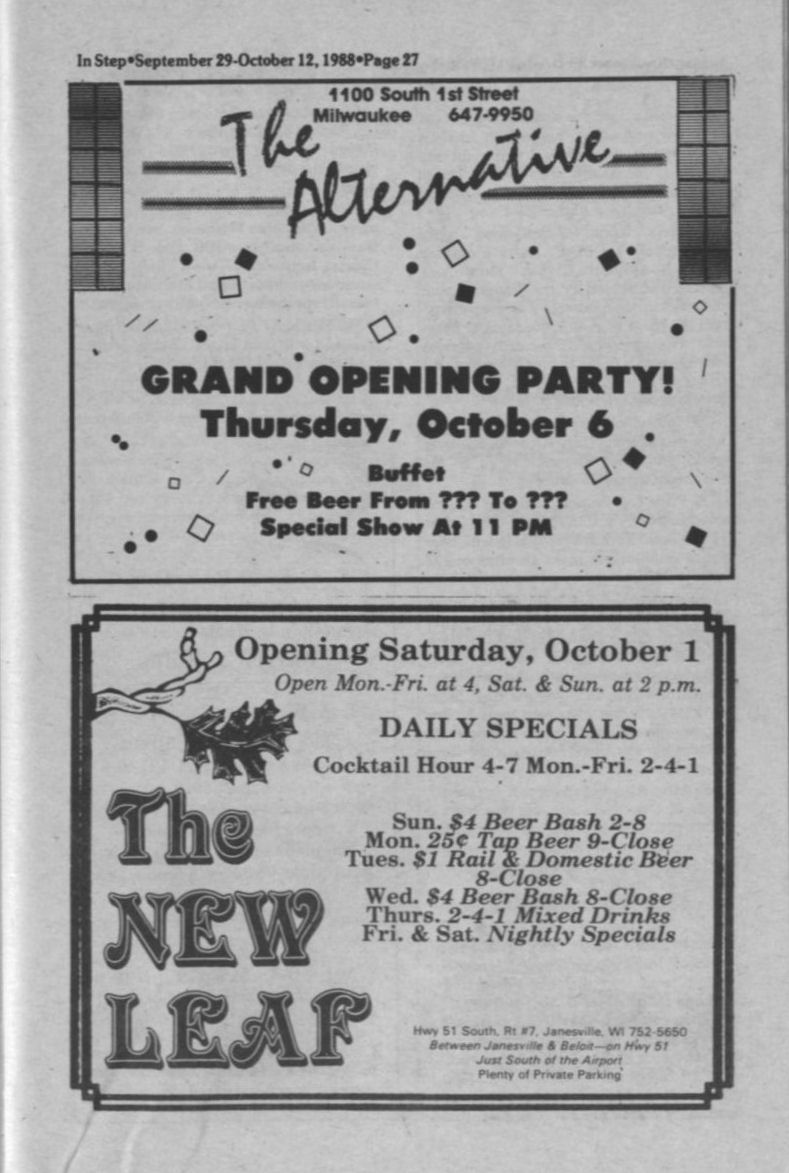 In Step•September 29-October 12, 1988•Page 27
1100 South 1st Street
Milwaukee 647-9950
The
Alternative
GRAND OPENING PARTY!
Thursday, October 6
Buffet
Free Beer From ??? To ???
Special Show At 11 PM
Opening Saturday, October 1
Open Mon.-Fri. at 4, Sat. & Sun. at 2 p.m.
DAILY SPECIALS
Cocktail Hour 4-7 Mon.-Fri. 2-4-1
The
NEW
LEAF
Sun. $4 Beer Bash 2-8
Mon. 25¢ Tap Beer 9-Close
Tues. $1 Rail & Domestic Beer
8-Close
Wed. $4 Beer Bash 8-Close
Thurs. 2-4-1 Mixed Drinks
Fri. & Sat. Nightly Specials
Hwy 51 South, Rt #7, Janesville, WI 752-5650
Between Janesville & Beloit—on Hwy 51
Just South of the Airport
Plenty of Private Parking